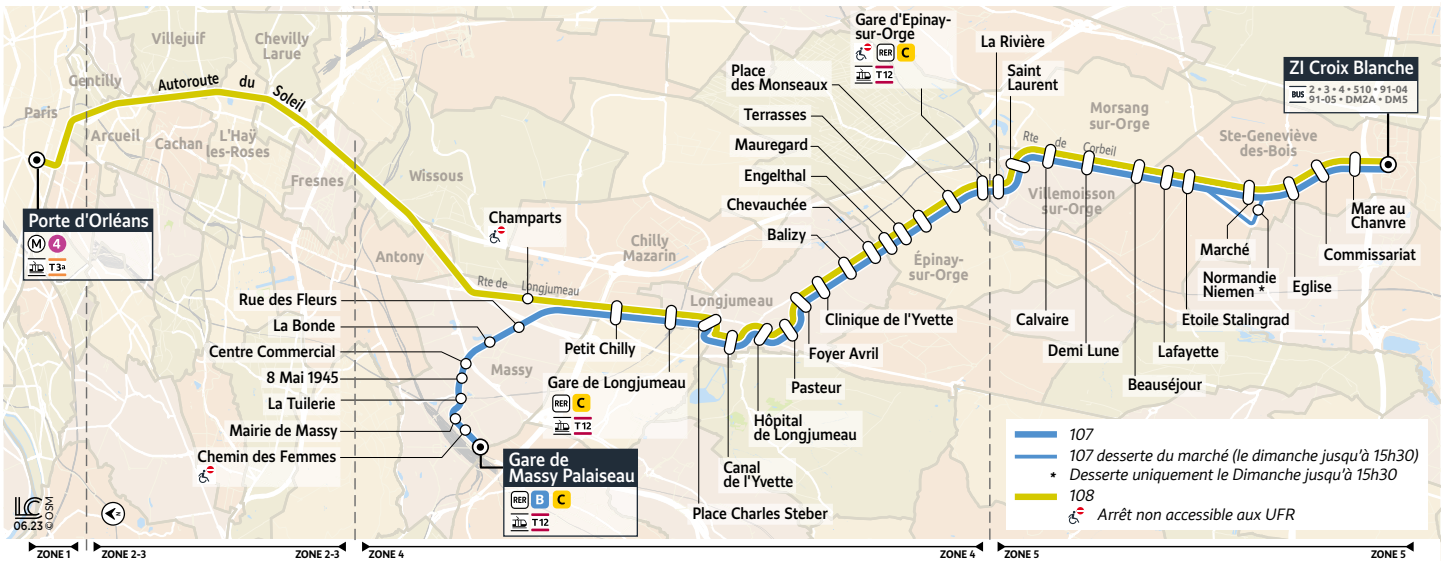 Villejuif
Chevilly
Larue
Gentilly
Autoroute du Soleil
Paris
Arcueil
Cachan
L'Haÿ
les-Roses
Fresnes
Wissous
Antony
Porte d'Orléans
M 4
T3a
Champarts
Chilly
Mazarin
Rte de Longjumeau
Longjumeau
Massy
Rue des Fleurs
La Bonde
Centre Commercial
8 Mai 1945
La Tuilerie
Mairie de Massy
Chemin des Femmes
Gare de
Massy Palaiseau
RER B C
T12
Petit Chilly
Gare de Longjumeau
RER C
T12
Place Charles Steber
Canal
de l'Yvette
Hôpital
de Longjumeau
Pasteur
Foyer Avril
Clinique de l'Yvette
Balizy
Chevauchée
Engelthal
Mauregard
Terrasses
Place
des Monseaux
Gare d'Epinay-
sur-Orge
RER C
T12
Épinay-
sur-Orge
La Rivière
Saint
Laurent
Rte de Corbeil
Morsang
sur-Orge
Villemoisson
sur-Orge
Ste-Geneviève
des-Bois
Calvaire
Demi Lune
Beauséjour
Lafayette
Etoile Stalingrad
Marché
Normandie
Niemen *
Eglise
Commissariat
Mare au
Chanvre
ZI Croix Blanche
BUS 2 • 3 • 4 • 510 • 91-04
91-05 • DM2A • DM5
107
107 desserte du marché (le dimanche jusqu'à 15h30)
* Desserte uniquement le Dimanche jusqu'à 15h30
108
Arrêt non accessible aux UFR
LC
06.23 © OSM
N
ZONE 1
ZONE 2-3
ZONE 2-3
ZONE 4
ZONE 4
ZONE 5
ZONE 5